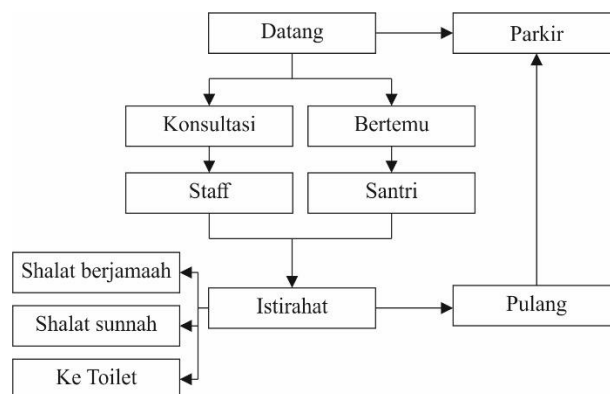 Datang
Parkir
Konsultasi
Bertemu
Staff
Santri
Shalat berjamaah
Istirahat
Pulang
Shalat sunnah
Ke Toilet